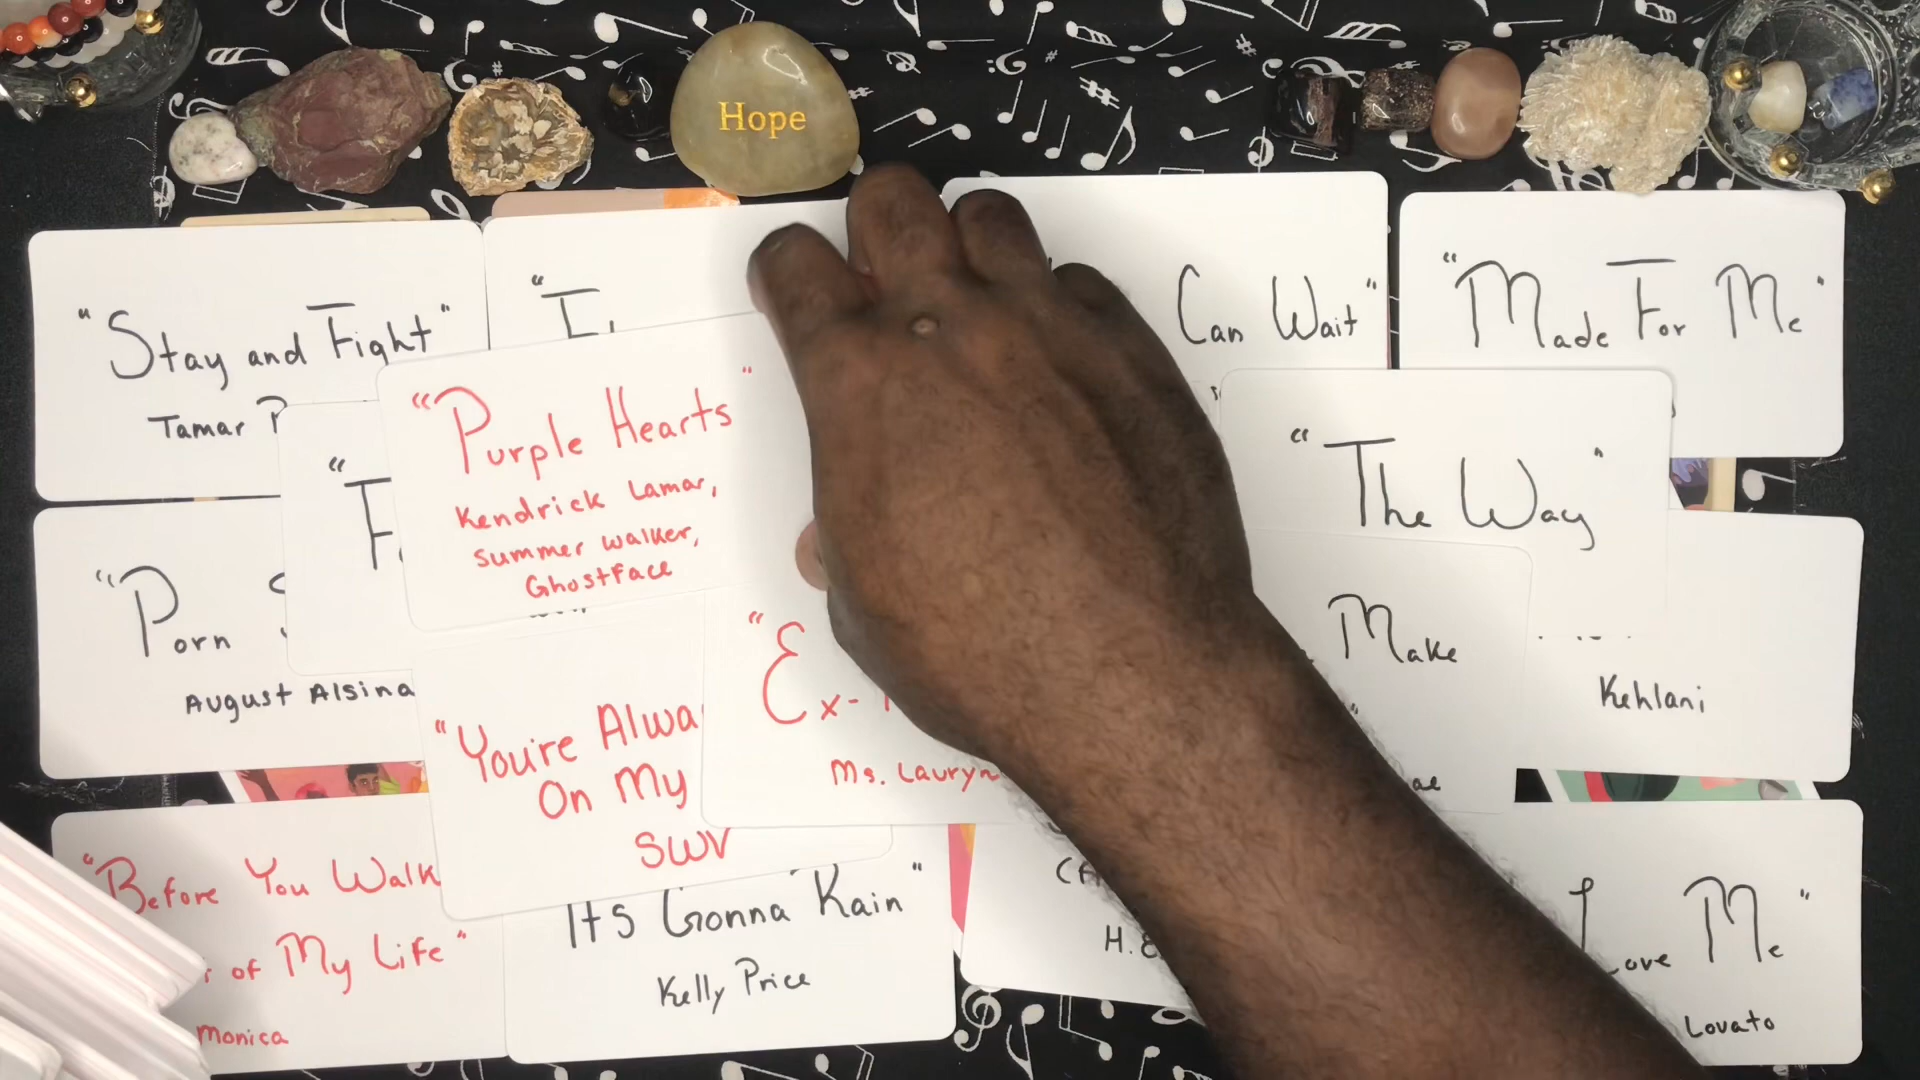 Hope
"Stay and Fight"
Tamar
"
Can Wait"
"Made For Me"
"Purple Hearts"
Kendrick Lamar,
Summer Walker,
Ghostface
"The Way"
"Porn
August Alsina
"You're Alwa
On My
SWV
"Ex-
Ms. Lauryn
Make
Kehlani
"Before You Walk
of My Life"
Monica
Its Gonna Rain"
Kelly Price
H.E
Love Me"
Lovato